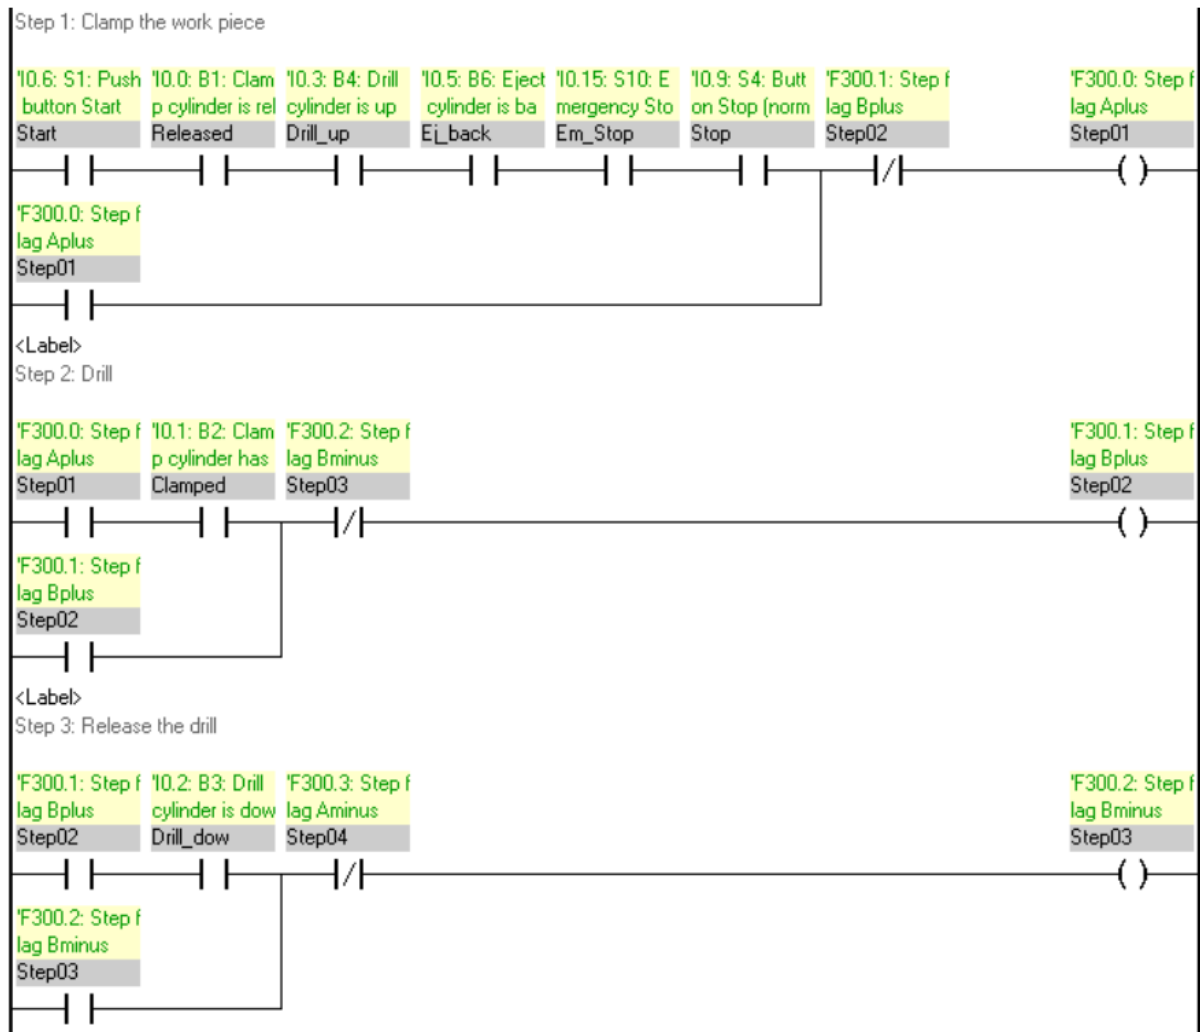 Step 1: Clamp the work piece
'I0.6: S1: Push 'I0.0: B1: Clam 'I0.3: B4: Drill 'I0.5: B6: Eject 'I0.15: S10: E 'I0.9: S4: Butt 'F300.1: Step f 'F300.0: Step f
button Start p cylinder is rel cylinder is up cylinder is ba mergency Sto on Stop (norm lag Bplus lag Aplus
Start Released Drill_up Ej_back Em_Stop Stop Step02 Step01
'F300.0: Step f
lag Aplus
Step01
<Label>
Step 2: Drill
'F300.0: Step f 'I0.1: B2: Clam 'F300.2: Step f 'F300.1: Step f
lag Aplus p cylinder has lag Bminus lag Bplus
Step01 Clamped Step03 Step02
'F300.1: Step f
lag Bplus
Step02
<Label>
Step 3: Release the drill
'F300.1: Step f 'I0.2: B3: Drill 'F300.3: Step f 'F300.2: Step f
lag Bplus cylinder is dow lag Aminus lag Bminus
Step02 Drill_dow Step04 Step03
'F300.2: Step f
lag Bminus
Step03